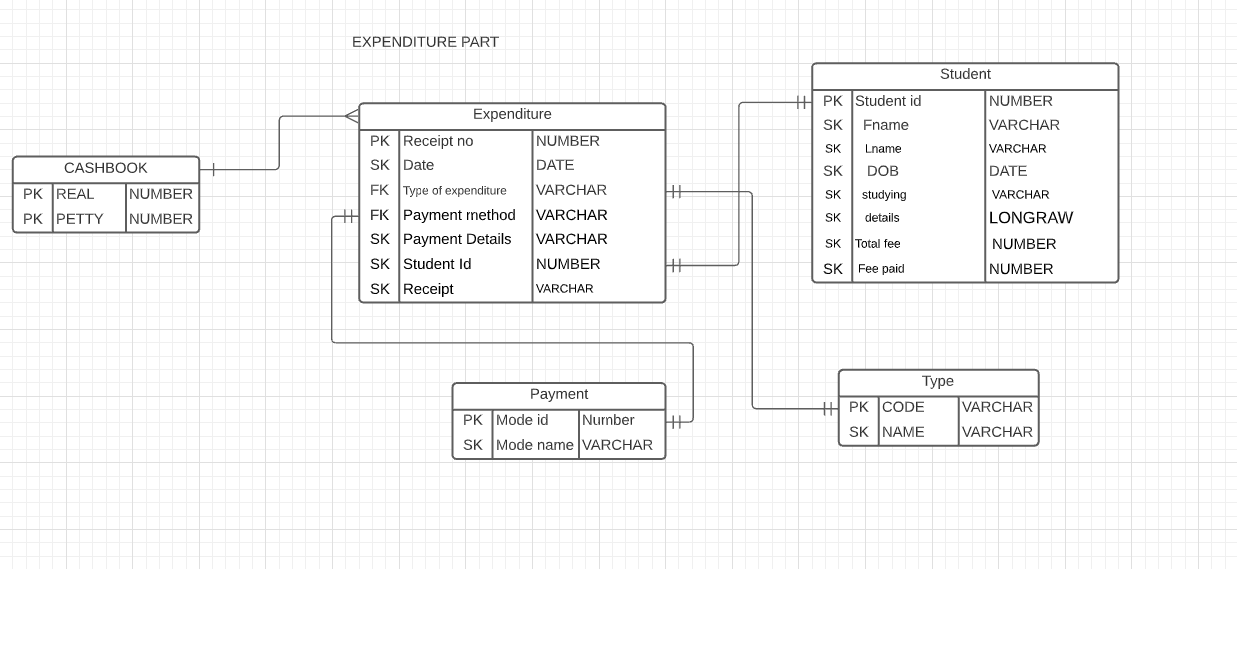 EXPENDITURE PART
CASHBOOK
PK REAL NUMBER
PK PETTY NUMBER
Expenditure
PK Receipt no NUMBER
SK Date DATE
FK Type of expenditure VARCHAR
FK Payment method VARCHAR
SK Payment Details VARCHAR
SK Student Id NUMBER
SK Receipt VARCHAR
Student
PK Student id NUMBER
SK Fname VARCHAR
SK Lname VARCHAR
SK DOB DATE
SK studying VARCHAR
SK details LONGRAW
SK Total fee NUMBER
SK Fee paid NUMBER
Payment
PK Mode id Number
SK Mode name VARCHAR
Type
PK CODE VARCHAR
SK NAME VARCHAR